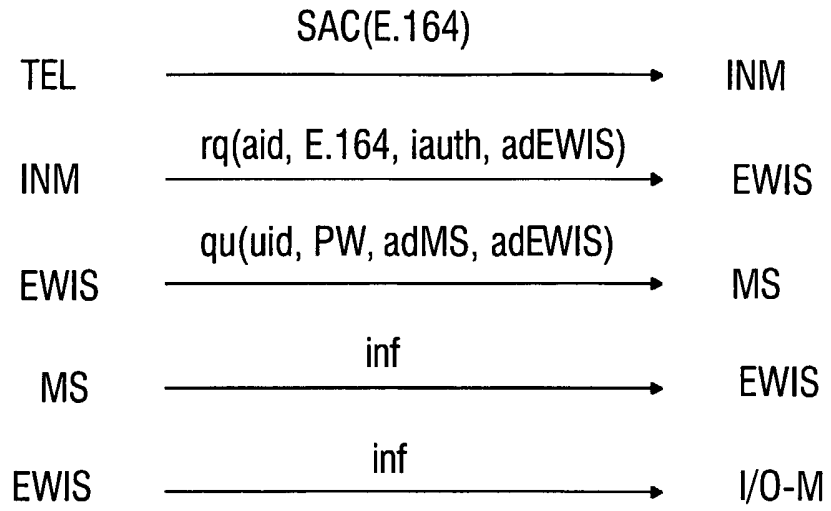 SAC(E.164)
TEL INM
rq(aid, E.164, iauth, adEWIS)
INM EWIS
qu(uid, PW, adMS, adEWIS)
EWIS MS
inf
MS EWIS
inf
EWIS I/O-M